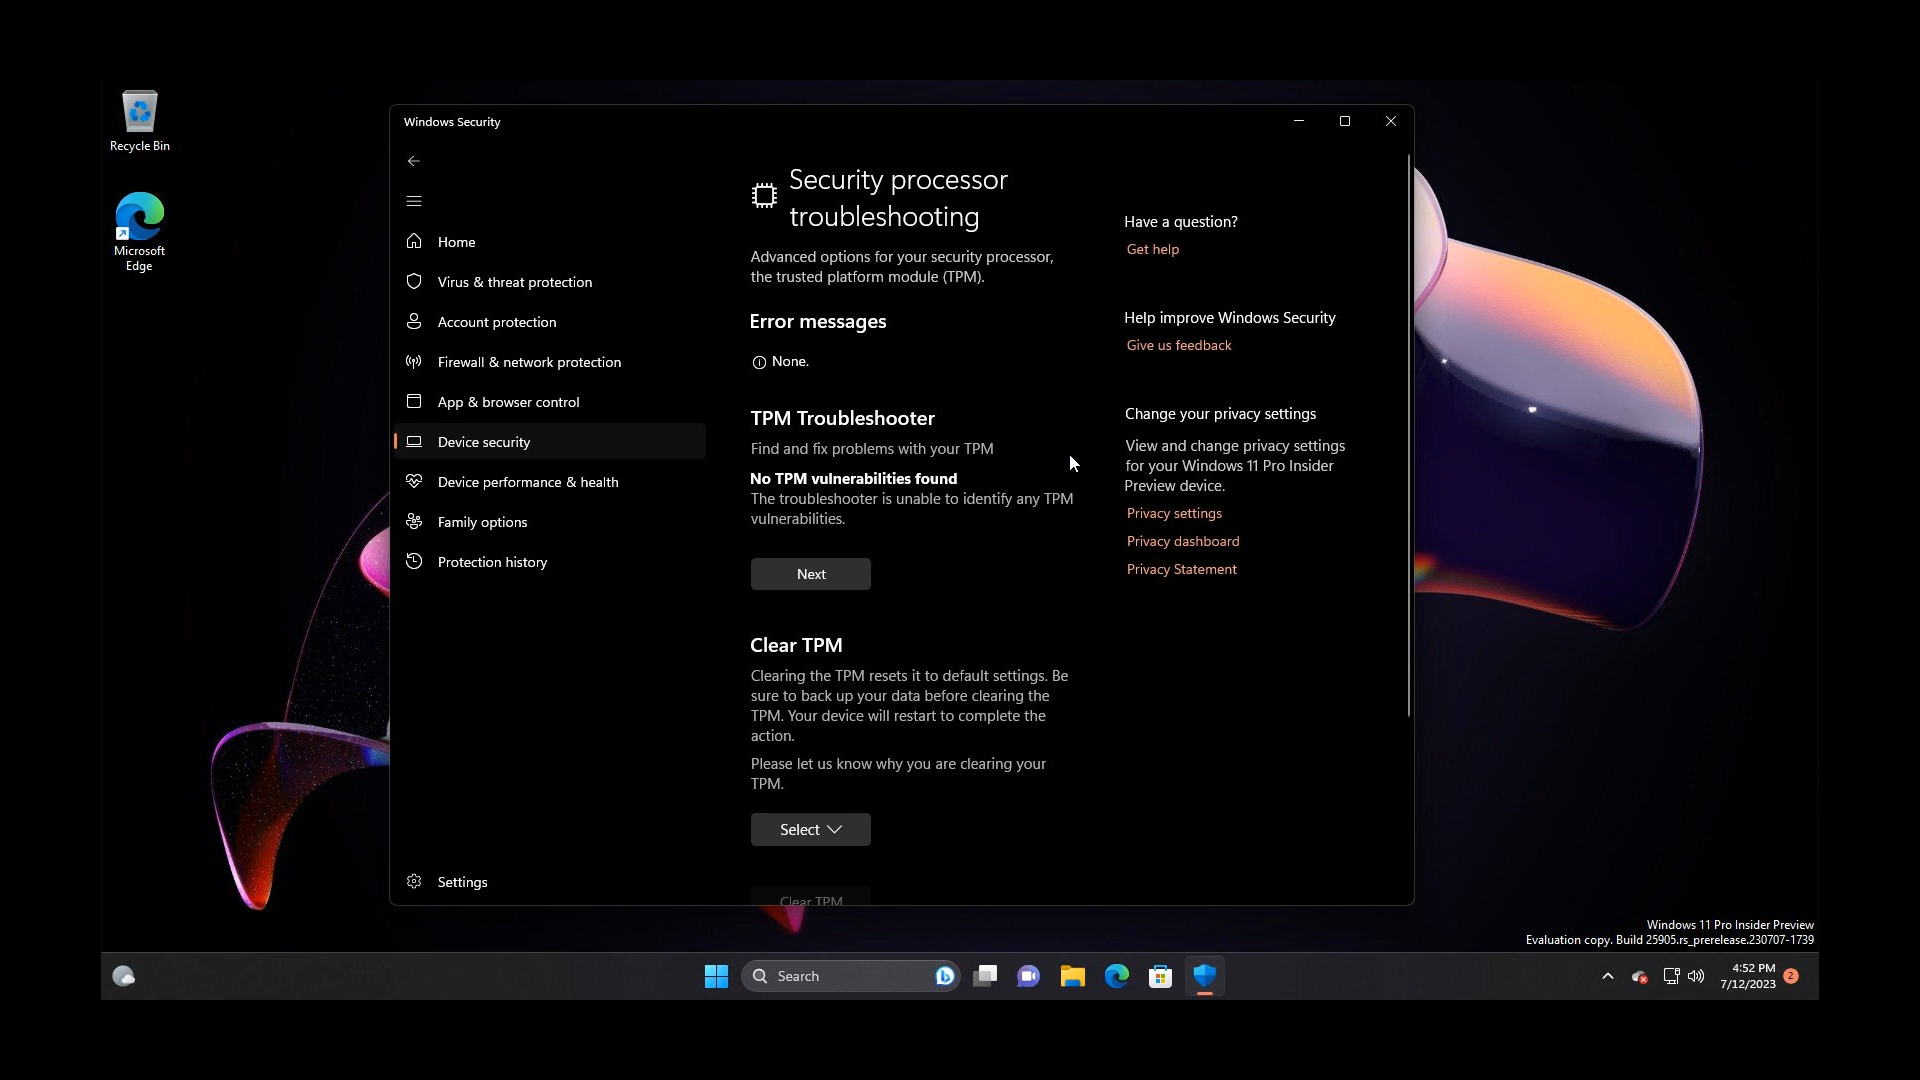 Recycle Bin
Microsoft
Edge
Windows Security
Home
Virus & threat protection
Account protection
Firewall & network protection
App & browser control
Device security
Device performance & health
Family options
Protection history
Settings
Security processor
troubleshooting
Advanced options for your security processor,
the trusted platform module (TPM).
Error messages
None.
TPM Troubleshooter
Find and fix problems with your TPM
No TPM vulnerabilities found
The troubleshooter is unable to identify any TPM
vulnerabilities.
Next
Clear TPM
Clearing the TPM resets it to default settings. Be
sure to back up your data before clearing the
TPM. Your device will restart to complete the
action.
Please let us know why you are clearing your
TPM.
Select
Clear TPM
Have a question?
Get help
Help improve Windows Security
Give us feedback
Change your privacy settings
View and change privacy settings
for your Windows 11 Pro Insider
Preview device.
Privacy settings
Privacy dashboard
Privacy Statement
Windows 11 Pro Insider Preview
Evaluation copy. Build 25905.rs_prerelease.230707-1739
Search
4:52 PM
7/12/2023
2